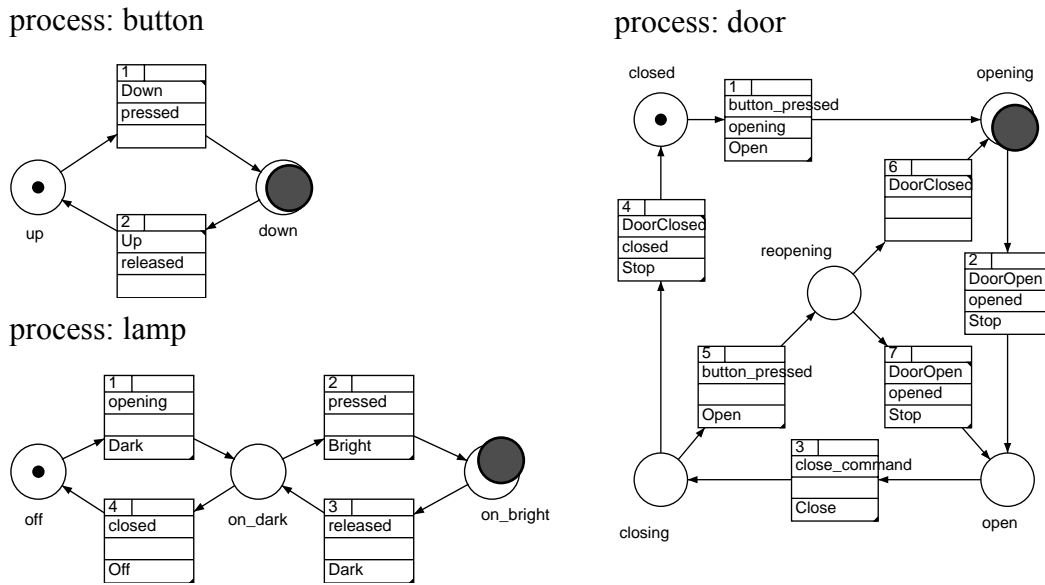 process: button
1
Down
pressed
up
down
2
Up
released
process: lamp
1
opening
Dark
2
pressed
Bright
off
on_dark
on_bright
4
closed
Off
3
released
Dark
process: door
closed
opening
1
button_pressed
opening
Open
6
DoorClosed
4
DoorClosed
closed
Stop
reopening
2
DoorOpen
opened
Stop
5
button_pressed
Open
7
DoorOpen
opened
Stop
3
close_command
Close
closing
open